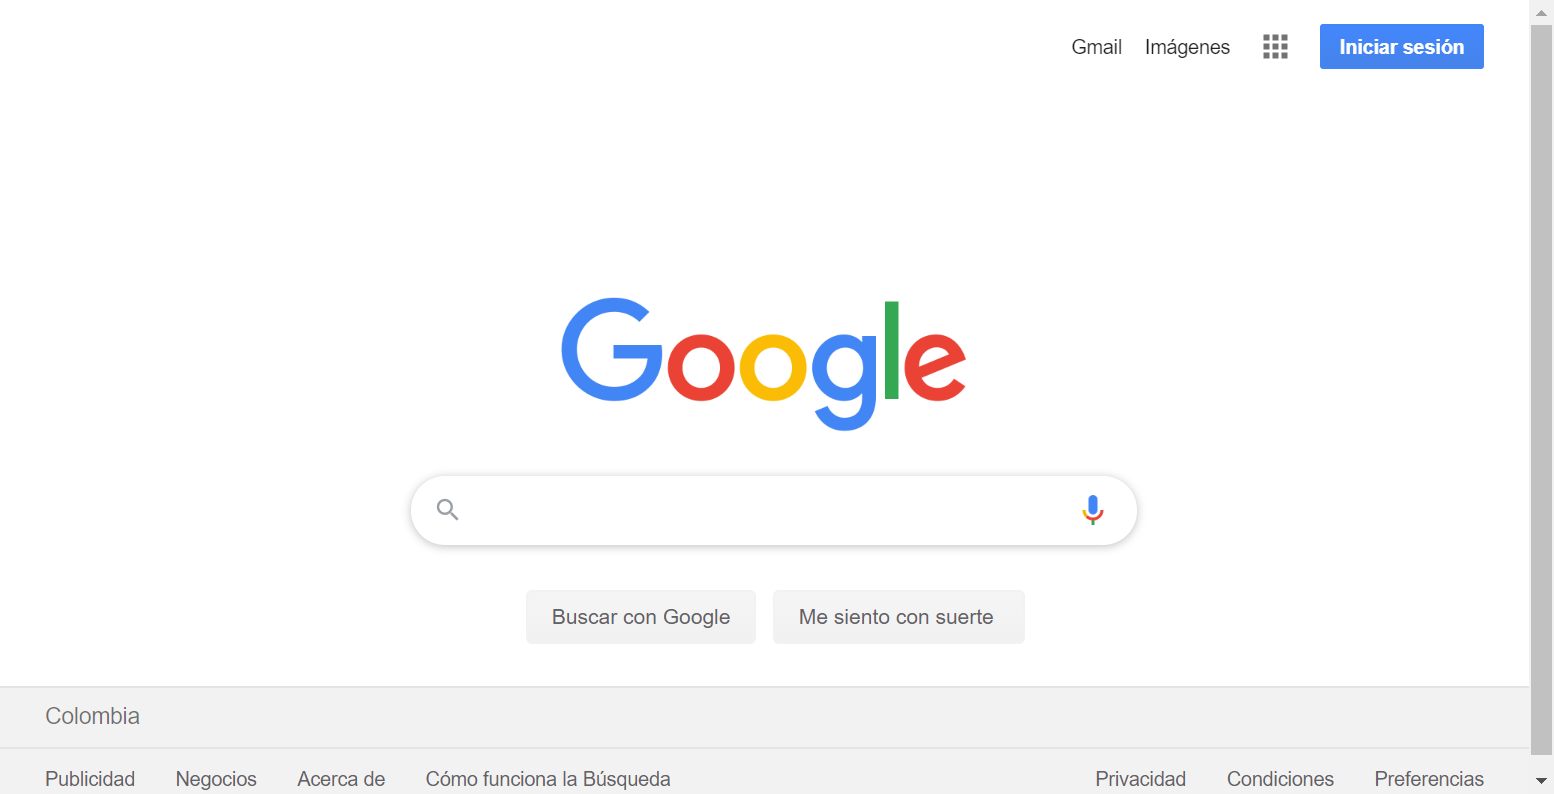 Gmail Imágenes Iniciar sesión
Google
Buscar con Google Me siento con suerte
Colombia
Publicidad Negocios Acerca de Cómo funciona la Búsqueda Privacidad Condiciones Preferencias